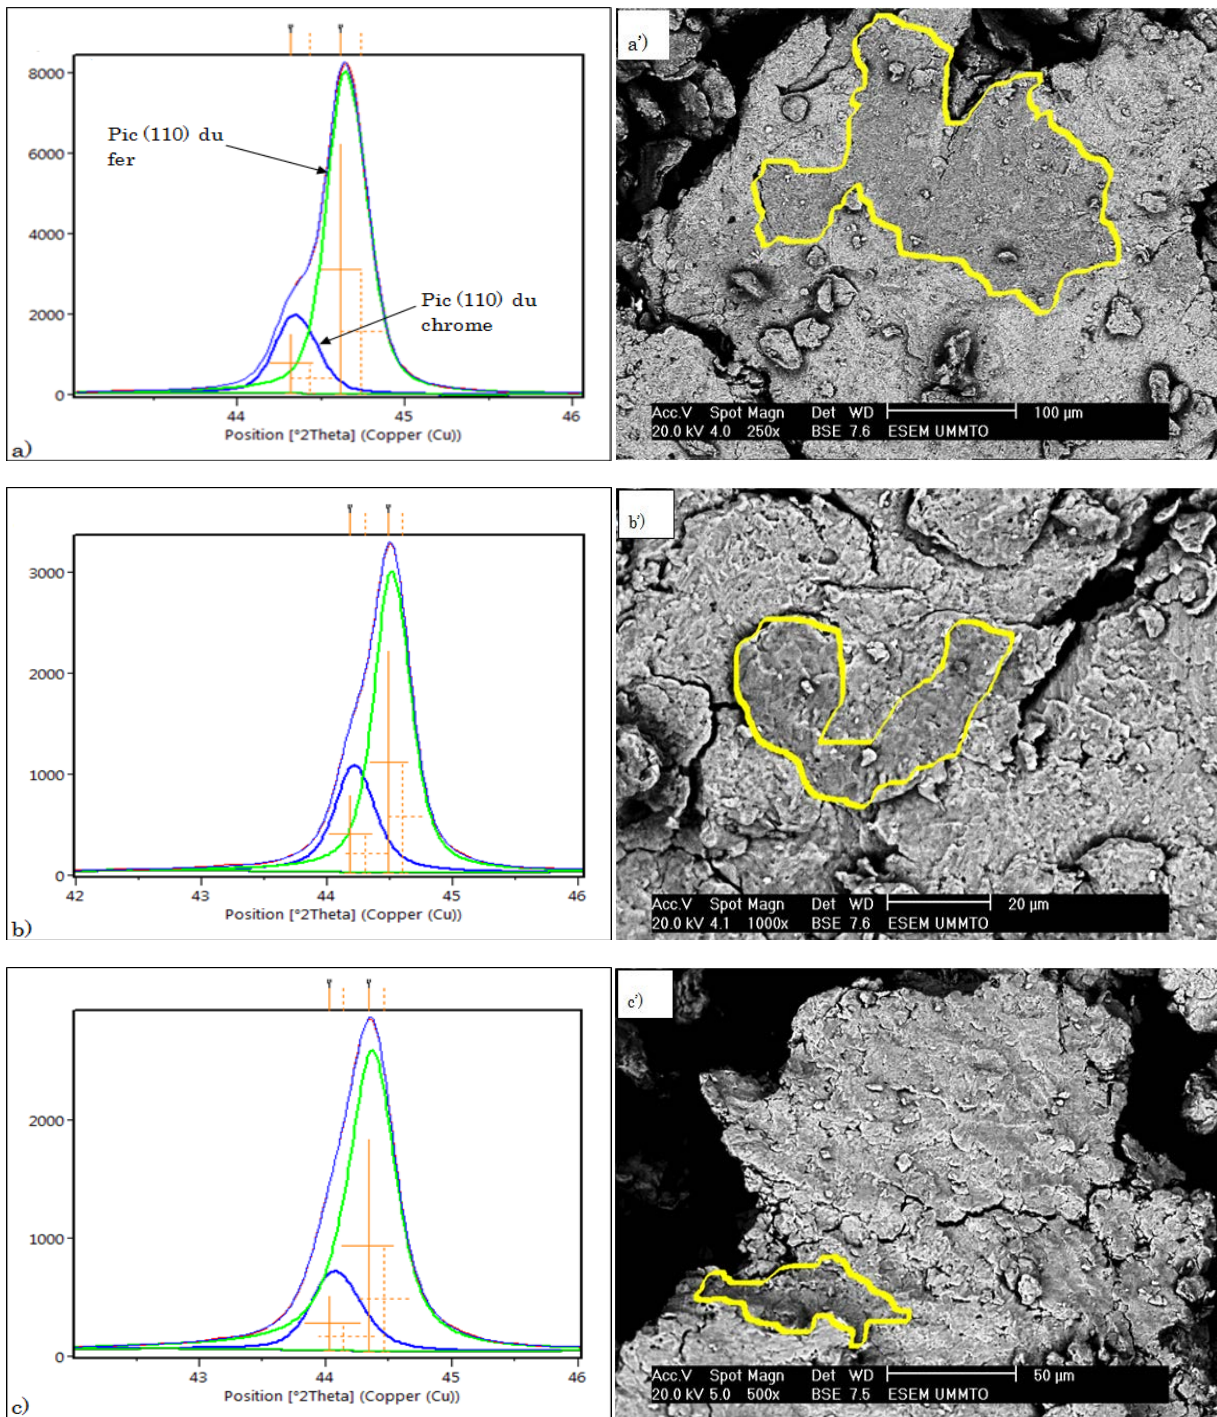 8000
6000
4000
2000
0
Pic (110) du
fer
Pic (110) du
chrome
44
45
46
Position [°2Theta] (Copper (Cu))
a)
a')
Acc.V Spot Magn Det WD 100 µm
20.0 kV 4.0 250x BSE 7.6 ESEM UMMTO
3000
2000
1000
0
42
43
44
45
46
Position [°2Theta] (Copper (Cu))
b)
b')
Acc.V Spot Magn Det WD 20 µm
20.0 kV 4.1 1000x BSE 7.6 ESEM UMMTO
2000
1000
0
43
44
45
46
Position [°2Theta] (Copper (Cu))
c)
c')
Acc.V Spot Magn Det WD 50 µm
20.0 kV 5.0 500x BSE 7.5 ESEM UMMTO